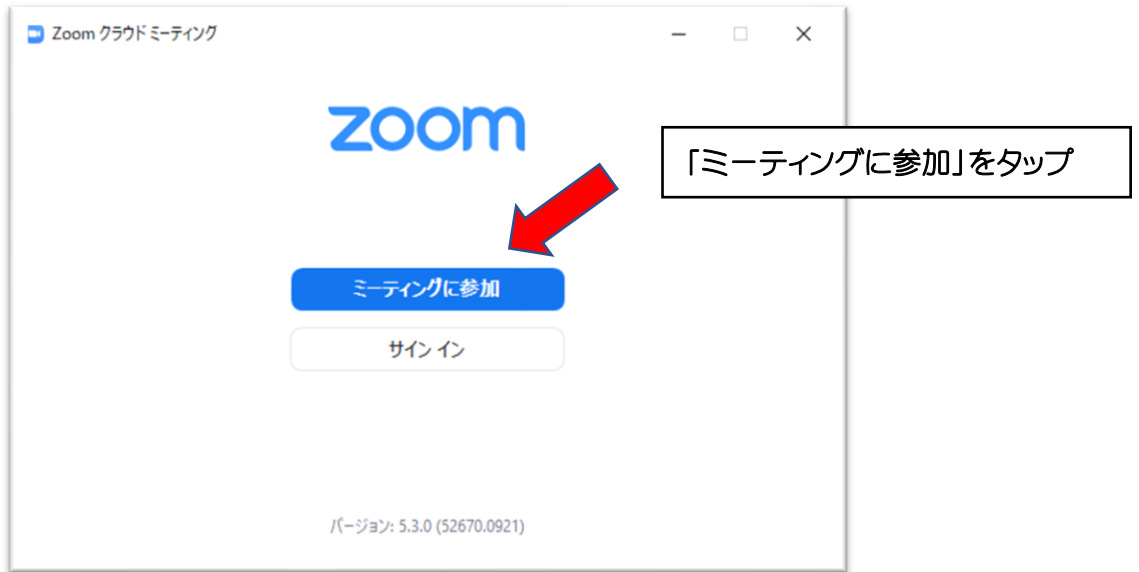 Zoom クラウド ミーティング
zoom
「ミーティングに参加」をタップ
ミーティングに参加
サイン イン
バージョン: 5.3.0 (52670.0921)